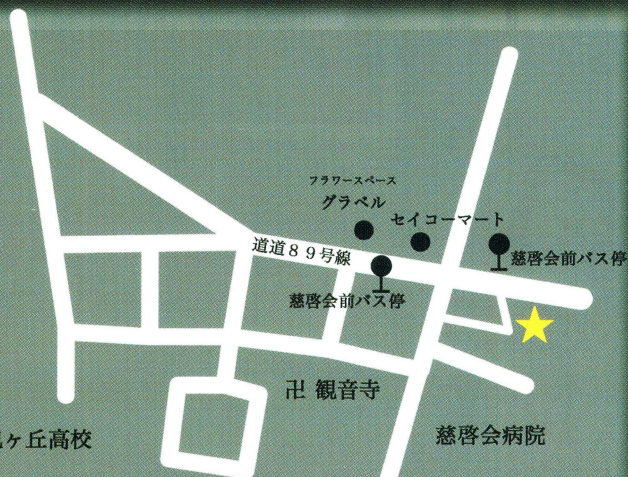 フラワースペース
グラベル
セイコーマート
道道89号線
慈啓会前バス停
慈啓会前バス停
卍 観音寺
ヶ丘高校
慈啓会病院